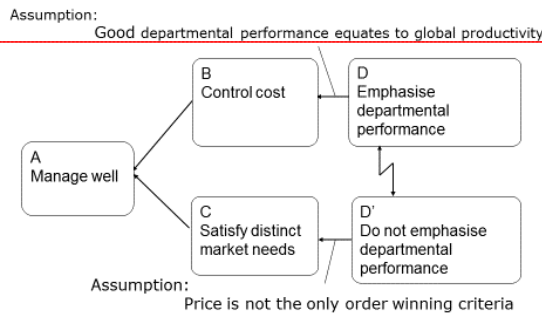 Assumption:
Good departmental performance equates to global productivity
B
Control cost
D
Emphasise
departmental
performance
A
Manage well
C
Satisfy distinct
market needs
D'
Do not emphasise
departmental
performance
Assumption:
Price is not the only order winning criteria